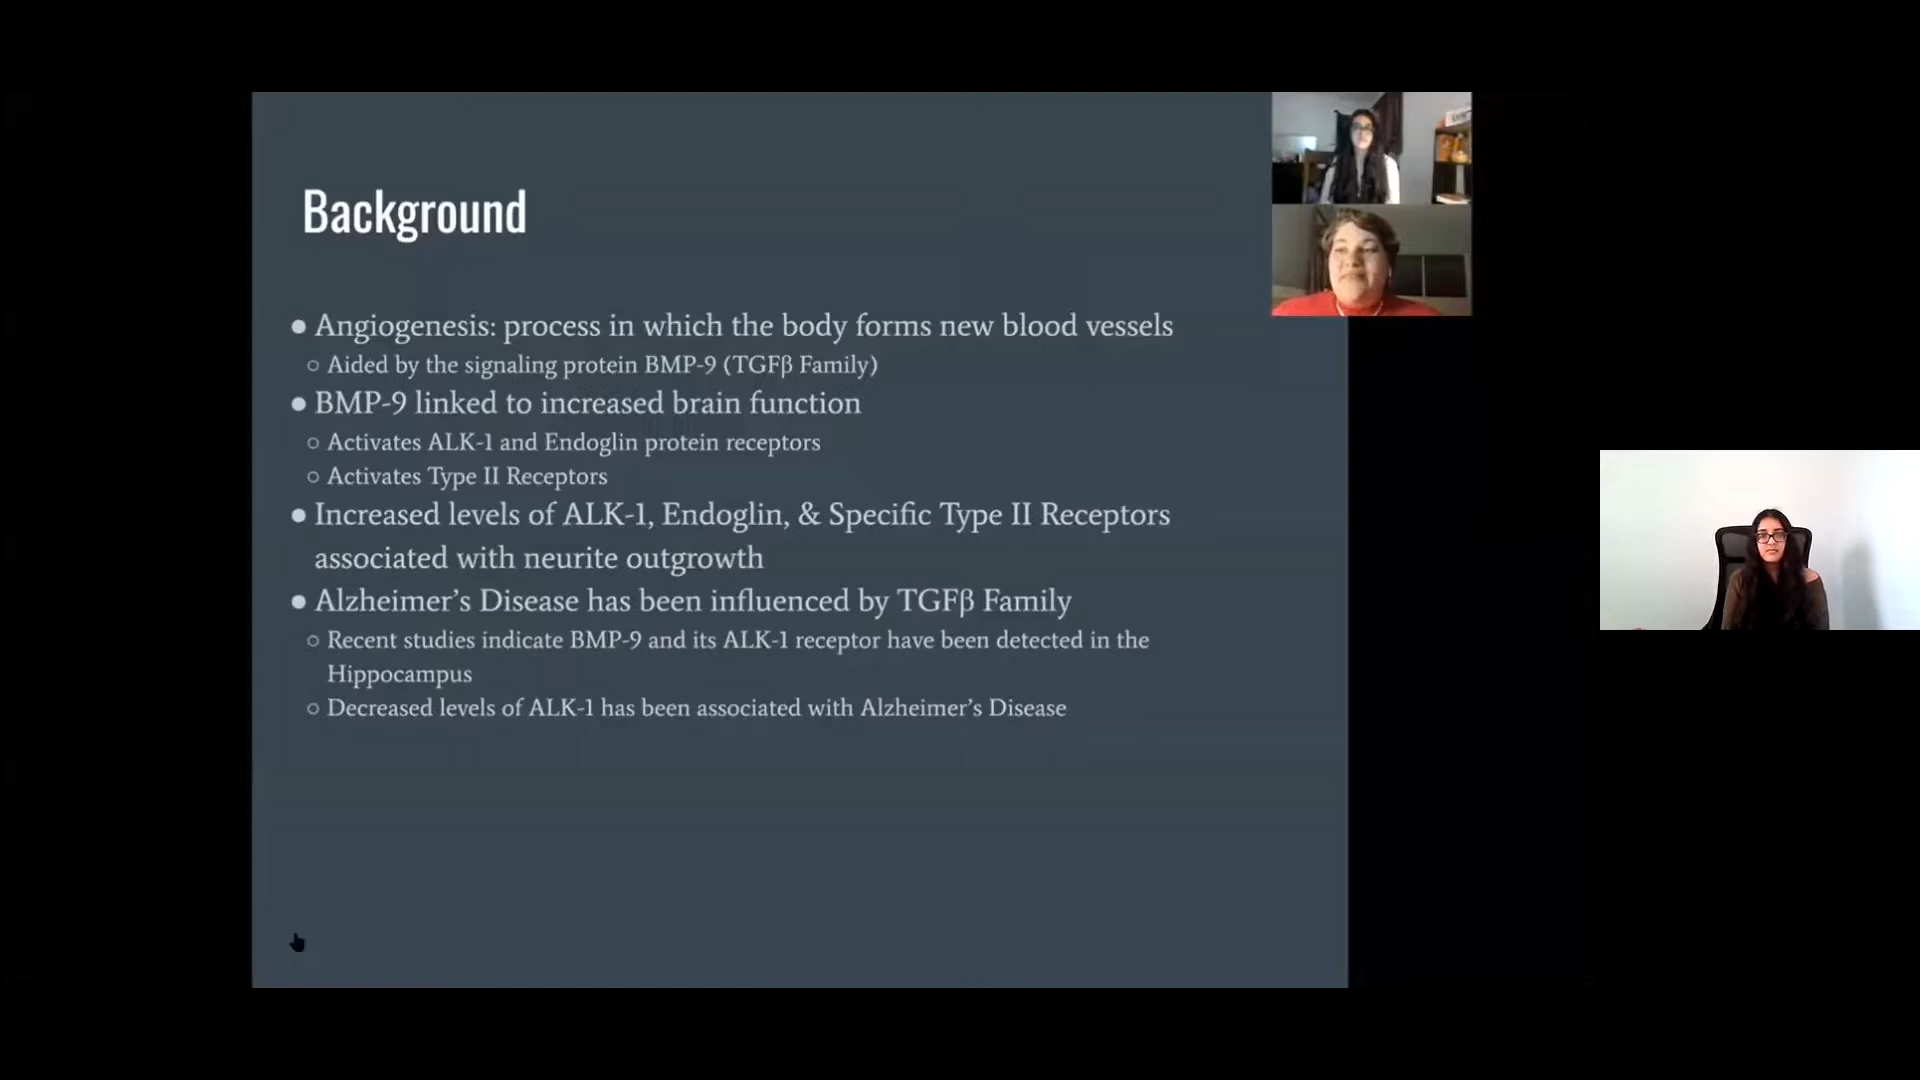 Background
● Angiogenesis: process in which the body forms new blood vessels
○ Aided by the signaling protein BMP-9 (TGFβ Family)
● BMP-9 linked to increased brain function
○ Activates ALK-1 and Endoglin protein receptors
○ Activates Type II Receptors
● Increased levels of ALK-1, Endoglin, & Specific Type II Receptors
associated with neurite outgrowth
● Alzheimer's Disease has been influenced by TGFβ Family
○ Recent studies indicate BMP-9 and its ALK-1 receptor have been detected in the
Hippocampus
○ Decreased levels of ALK-1 has been associated with Alzheimer's Disease